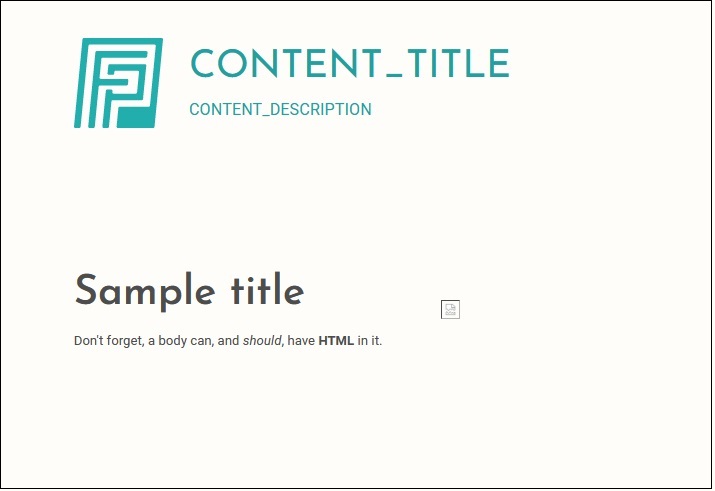 CONTENT_TITLE
CONTENT_DESCRIPTION
Sample title
Don't forget, a body can, and should, have HTML in it.